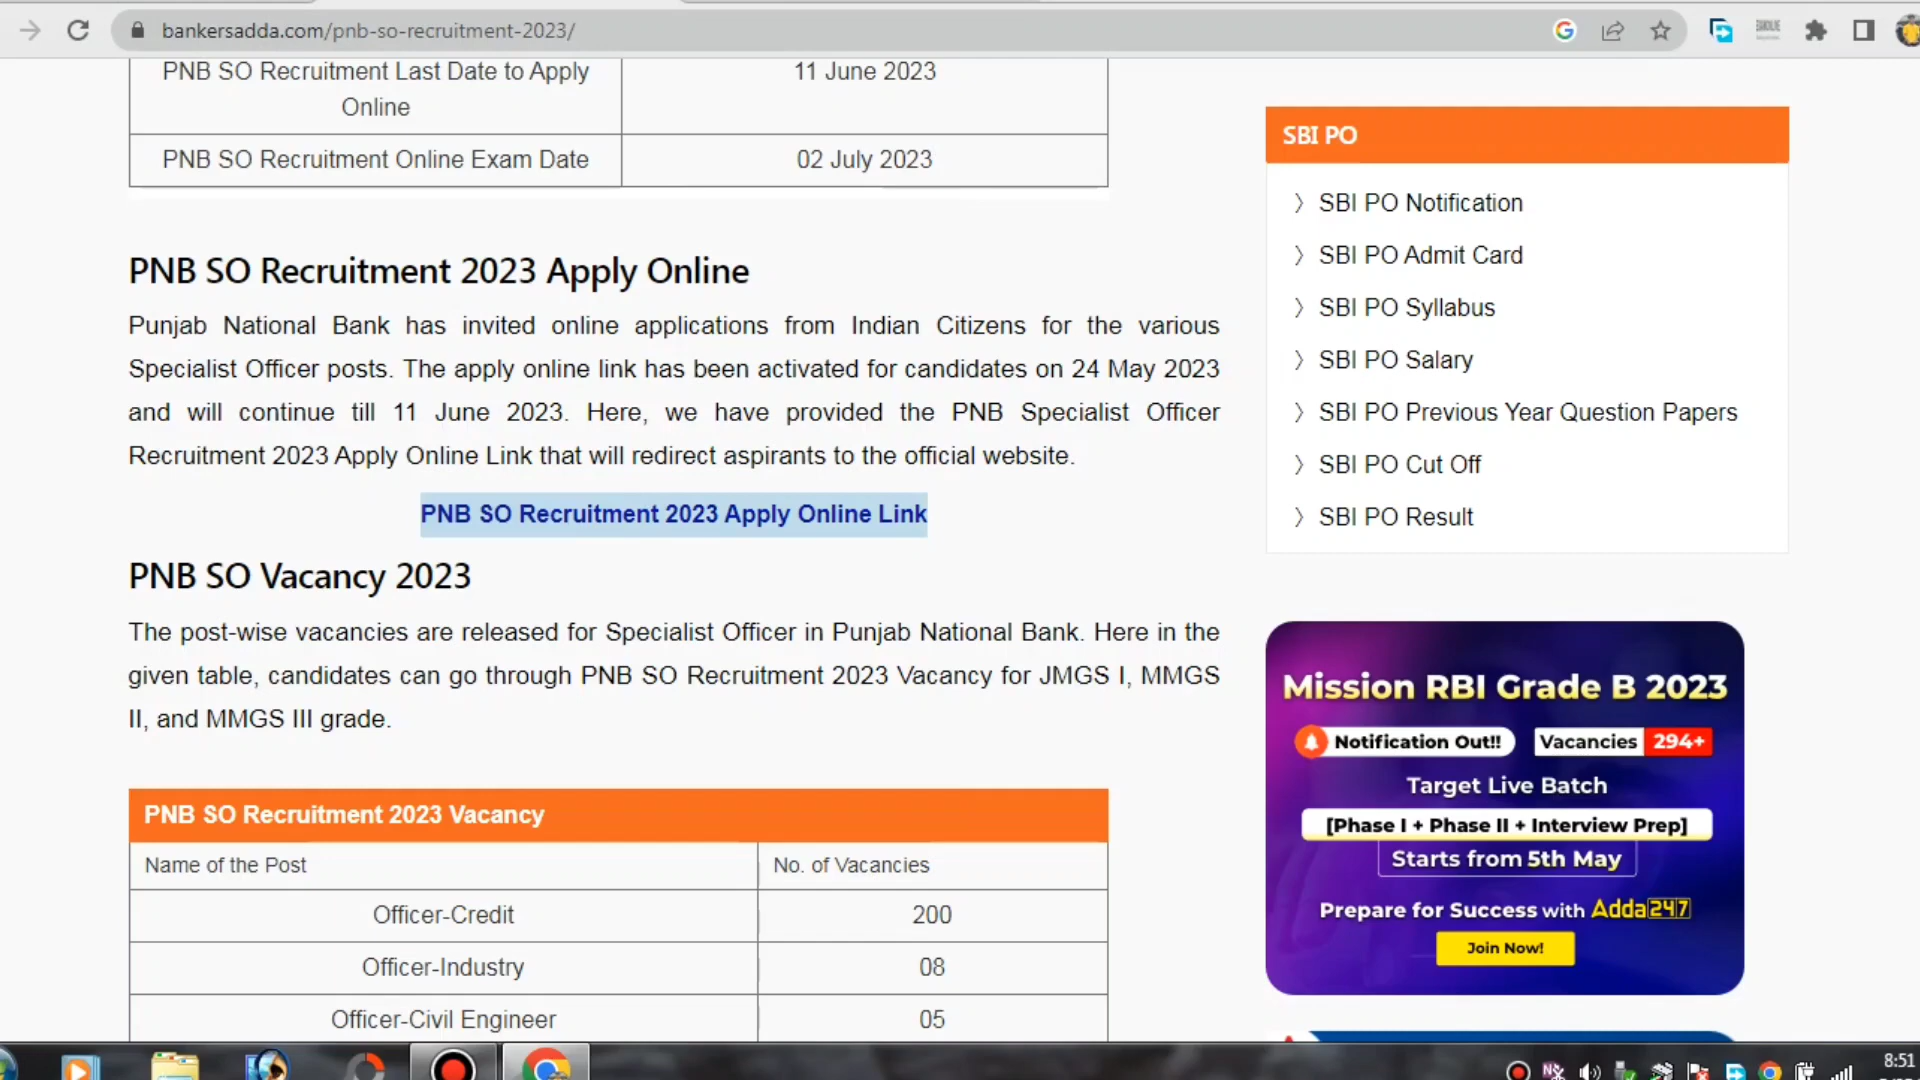 bankersadda.com/pnb-so-recruitment-2023/
PNB SO Recruitment Last Date to Apply
Online
11 June 2023
PNB SO Recruitment Online Exam Date
02 July 2023
PNB SO Recruitment 2023 Apply Online
Punjab National Bank has invited online applications from Indian Citizens for the various
Specialist Officer posts. The apply online link has been activated for candidates on 24 May 2023
and will continue till 11 June 2023. Here, we have provided the PNB Specialist Officer
Recruitment 2023 Apply Online Link that will redirect aspirants to the official website.
PNB SO Recruitment 2023 Apply Online Link
PNB SO Vacancy 2023
The post-wise vacancies are released for Specialist Officer in Punjab National Bank. Here in the
given table, candidates can go through PNB SO Recruitment 2023 Vacancy for JMGS I, MMGS
II, and MMGS III grade.
PNB SO Recruitment 2023 Vacancy
Name of the Post
No. of Vacancies
Officer-Credit
200
Officer-Industry
08
Officer-Civil Engineer
05
SBI PO
SBI PO Notification
SBI PO Admit Card
SBI PO Syllabus
SBI PO Salary
SBI PO Previous Year Question Papers
SBI PO Cut Off
SBI PO Result
Mission RBI Grade B 2023
Notification Out!!
Vacancies 294+
Target Live Batch
[Phase I + Phase II + Interview Prep]
Starts from 5th May
Prepare for Success with Adda247
Join Now!
8:51